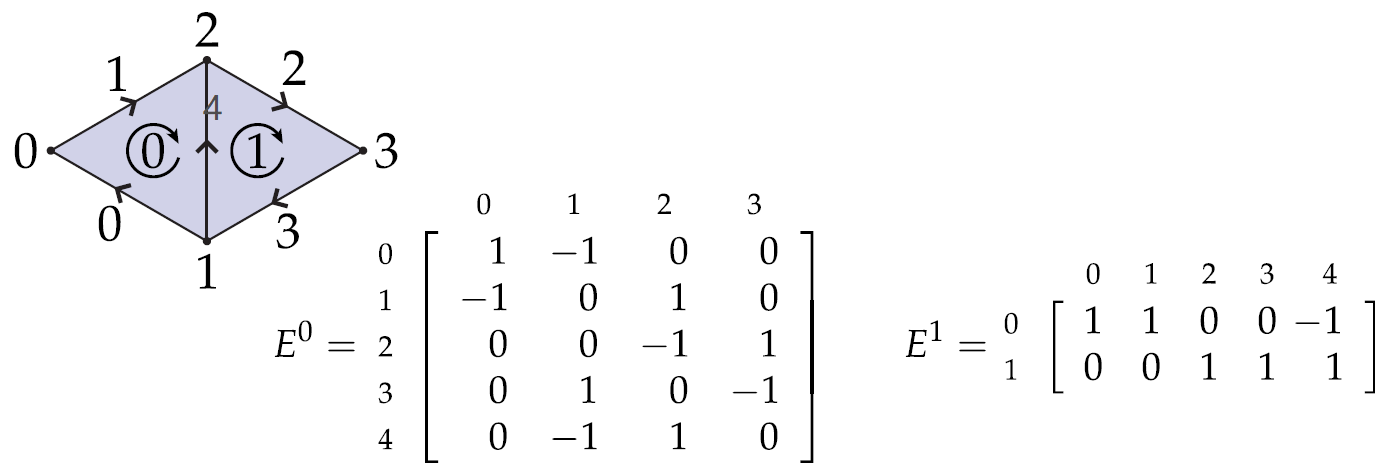 2
1 2
4
0 0 1 3
0 3
1
0 1 2 3
0 1 −1 0 0
1 −1 0 1 0
E⁰ = 2 0 0 −1 1
3 0 1 0 −1
4 0 −1 1 0
0 1 2 3 4
E¹ = 0 1 1 0 0 −1
1 0 0 1 1 1